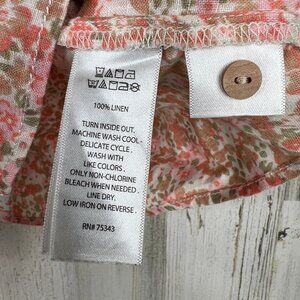 100% LINEN
TURN INSIDE OUT.
MACHINE WASH COOL -
DELICATE CYCLE .
WASH WITH
LIKE COLORS .
ONLY NON-CHLORINE
BLEACH WHEN NEEDED .
LINE DRY.
LOW IRON ON REVERSE .
RN# 75343